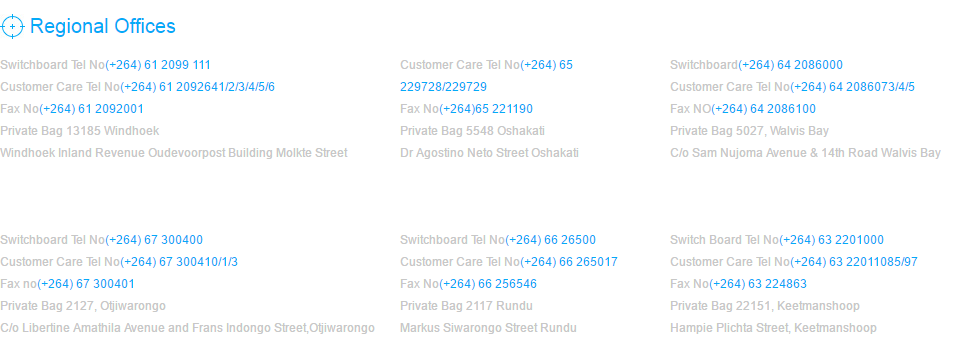 Regional Offices
Switchboard Tel No(+264) 61 2099 111
Customer Care Tel No(+264) 61 2092641/2/3/4/5/6
Fax No(+264) 61 2092001
Private Bag 13185 Windhoek
Windhoek Inland Revenue Oudevoorpost Building Molkte Street
Customer Care Tel No(+264) 65
229728/229729
Fax No(+264)65 221190
Private Bag 5548 Oshakati
Dr Agostino Neto Street Oshakati
Switchboard(+264) 64 2086000
Customer Care Tel No(+264) 64 2086073/4/5
Fax NO(+264) 64 2086100
Private Bag 5027, Walvis Bay
C/o Sam Nujoma Avenue & 14th Road Walvis Bay
Switchboard Tel No(+264) 67 300400
Customer Care Tel No(+264) 67 300410/1/3
Fax no(+264) 67 300401
Private Bag 2127, Otjiwarongo
C/o Libertine Amathila Avenue and Frans Indongo Street,Otjiwarongo
Switchboard Tel No(+264) 66 26500
Customer Care Tel No(+264) 66 265017
Fax No(+264) 66 256546
Private Bag 2117 Rundu
Markus Siwarongo Street Rundu
Switch Board Tel No(+264) 63 2201000
Customer Care Tel No(+264) 63 22011085/97
Fax No(+264) 63 224863
Private Bag 22151, Keetmanshoop
Hampie Plichta Street, Keetmanshoop